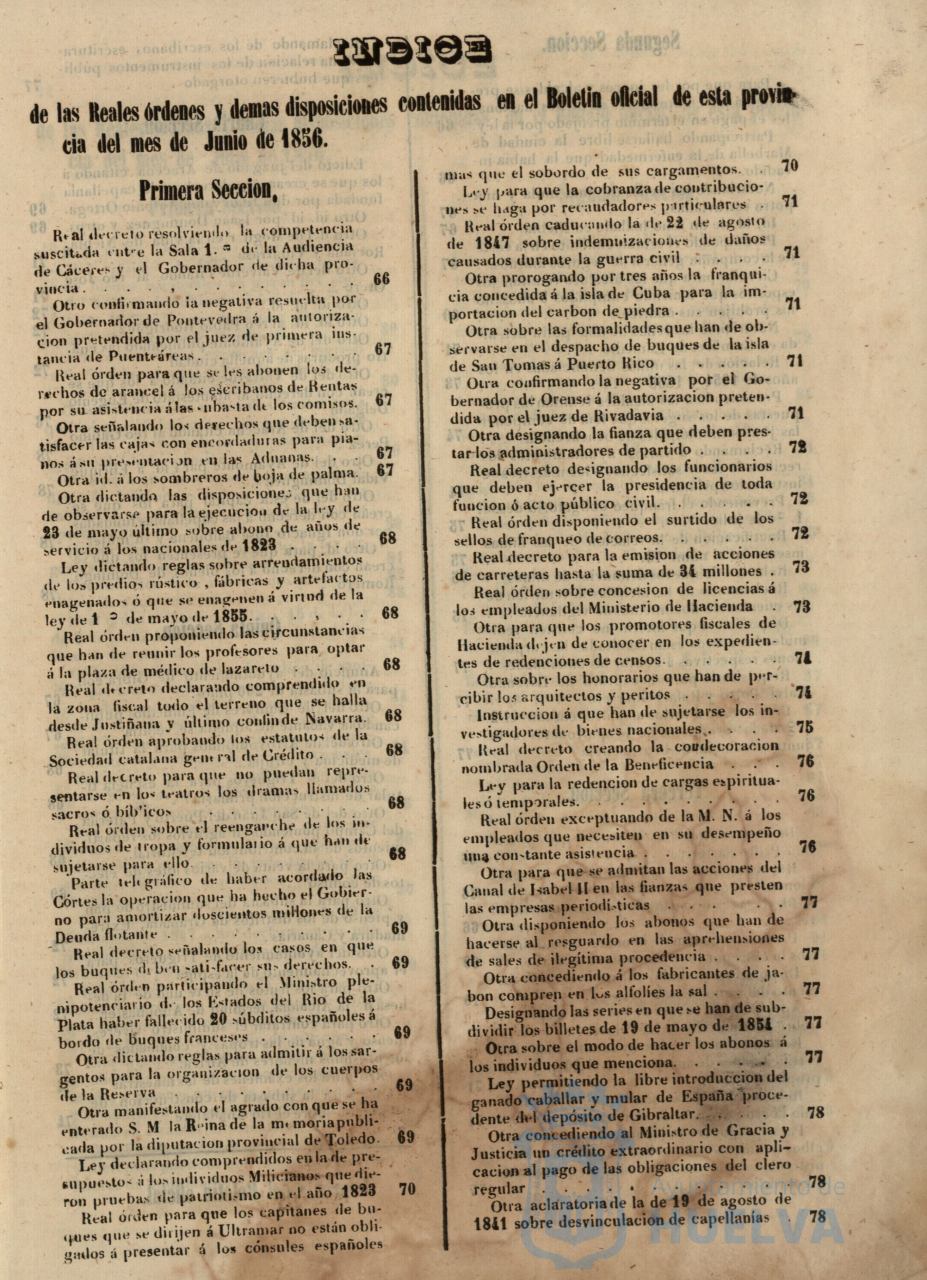 INDICE
de las Reales órdenes y demas disposiciones contenidas en el Boletin oficial de esta provin-
cia del mes de Junio de 1856.
Primera Seccion,
Real decreto resolviendo la competencia
suscitada entre la Sala 1.ª de la Audiencia
de Cáceres y el Gobernador de dicha pro-
vincia. . . . , . . . . . . . 66
Otro confirmando la negativa resuelta por
el Gobernador de Pontevedra á la autoriza-
cion pretendida por el juez de primera ins-
tancia de Puenteáreas. . . . . . . 67
Real órden para que se les abonen los de-
rechos de arancel á los escribanos de Rentas
por su asistencia á las subasta de los comisos. 67
Otra señalando los derechos que deben sa-
tisfacer las cajas con encordaduras para pia-
nos á su presentacion en las Aduanas. . . 67
Otra id. á los sombreros de hoja de palma. 67
Otra dictando las disposiciones que han
de observarse para la ejecucion de la ley de
23 de mayo último sobre abono de años de
servicio á los nacionales de 1823 . . . . 68
Ley dictando reglas sobre arrendamientos
de los predios rústico , fábricas y artefactos
enagenados ó que se enagenen á virtud de la
ley de 1º de mayo de 1855. . . , . . 68
Real órden proponiendo las circunstancias
que han de reunir los profesores para optar
á la plaza de médico de lazareto . . . . 68
Real decreto declarando comprendido en
la zona fiscal todo el terreno que se halla
desde Justiñana y último confin de Navarra. 68
Real órden aprobando los estatutos de la
Sociedad catalana general de Crédito . . . 68
Real decreto para que no puedan repre-
sentarse en los teatros los dramas llamados
sacros ó bíblicos . . . . . . . . 68
Real órden sobre el reenganche de los in-
dividuos de tropa y formulario á que han de
sujetarse para ello. . . . . . . . 68
Parte telegráfico de haber acordado las
Córtes la operacion que ha hecho el Gobier-
no para amortizar doscientos millones de la
Deuda flotante . . . . . . . . . 69
Real decreto señalando los casos en que
los buques deben satisfacer sus derechos. . 69
Real órden participando el Ministro ple-
nipotenciario de los Estados del Rio de la
Plata haber fallecido 20 súbditos españoles á
bordo de buques franceses . . . . . . 69
Otra dictando reglas para admitir á los sar-
gentos para la organizacion de los cuerpos
de la Reserva . . . . . . . . . 69
Otra manifestando el agrado con que se ha
enterado S. M la Reina de la memoria publi-
cada por la diputacion provincial de Toledo. 69
Ley declarando comprendidos en la de pre-
supuestos á los individuos Milicianos que die-
ron pruebas de patriotismo en el año 1823 70
Real órden para que los capitanes de bu-
ques que se dirijen á Ultramar no están obli-
gados á presentar á los cónsules españoles
mas que el sobordo de sus cargamentos. . 70
Ley para que la cobranza de contribucio-
nes se haga por recaudadores particulares . 71
Real órden caducando la de 22 de agosto
de 1847 sobre indemnizaciones de daños
causados durante la guerra civil . . . . 71
Otra prorogando por tres años la franqui-
cia concedida á la isla de Cuba para la im-
portacion del carbon de piedra . . . . . 71
Otra sobre las formalidades que han de ob-
servarse en el despacho de buques de la isla
de San Tomas á Puerto Rico . . . . . 71
Otra confirmando la negativa por el Go-
bernador de Orense á la autorizacion preten-
dida por el juez de Rivadavia . . . . . 71
Otra designando la fianza que deben pres-
tar los administradores de partido . . . . 72
Real decreto designando los funcionarios
que deben ejercer la presidencia de toda
funcion ó acto público civil. . . . . . 72
Real órden disponiendo el surtido de los
sellos de franqueo de correos. . . . . . 72
Real decreto para la emision de acciones
de carreteras hasta la suma de 34 millones . 73
Real órden sobre concesion de licencias á
los empleados del Ministerio de Hacienda . 73
Otra para que los promotores fiscales de
Hacienda dejen de conocer en los expedien-
tes de redenciones de censos. . . . . . 74
Otra sobre los honorarios que han de per-
cibir los arquitectos y peritos . . . . . 74
Instruccion á que han de sujetarse los in-
vestigadores de bienes nacionales. . . . . 75
Real decreto creando la condecoracion
nombrada Orden de la Beneficencia . . . 76
Ley para la redencion de cargas espiritua-
les ó temporales. . . . . . . . . 76
Real órden exceptuando de la M. N. á los
empleados que necesiten en su desempeño
una constante asistencia . . . . . . . 76
Otra para que se admitan las acciones del
Canal de Isabel II en las fianzas que presten
las empresas periodísticas . . . . . . 77
Otra disponiendo los abonos que han de
hacerse al resguardo en las aprehensiones
de sales de ilegítima procedencia . . . . 77
Otra concediendo á los fabricantes de ja-
bon compren en los alfolíes la sal . . . . 77
Designando las series en que se han de sub-
dividir los billetes de 19 de mayo de 1854 . 77
Otra sobre el modo de hacer los abonos á
los individuos que menciona. . . . . . 77
Ley permitiendo la libre introduccion del
ganado caballar y mular de España proce-
dente del depósito de Gibraltar. . . . . 78
Otra concediendo al Ministro de Gracia y
Justicia un crédito extraordinario con apli-
cacion al pago de las obligaciones del clero
regular . . . . . . . . . . . 78
Otra aclaratoria de la de 19 de agosto de
1841 sobre desvinculacion de capellanías . 78
Ayuntamiento de
HUELVA